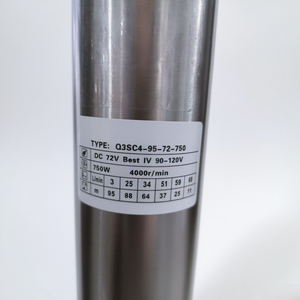 TYPE: Q3SC4-95-72-750
DC 72V Best IV 90-120V
750W 4000r/min
L/min 3 25 34 51 59
m 95 88 64 37 25 11